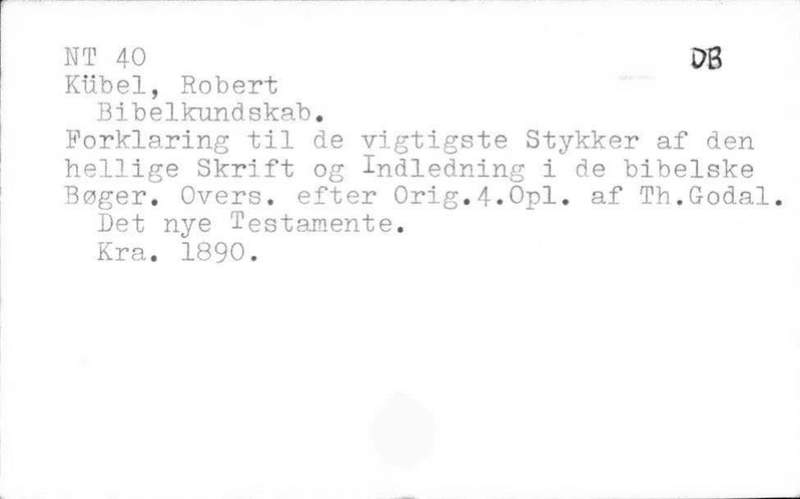 NT 40 DB
Kübel, Robert
Bibelkundskab.
Forklaring til de vigtigste Stykker af den
hellige Skrift og Indledning i de bibelske
Bøger. Overs. efter Orig.4.Opl. af Th.Godal.
Det nye Testamente.
Kra. 1890.